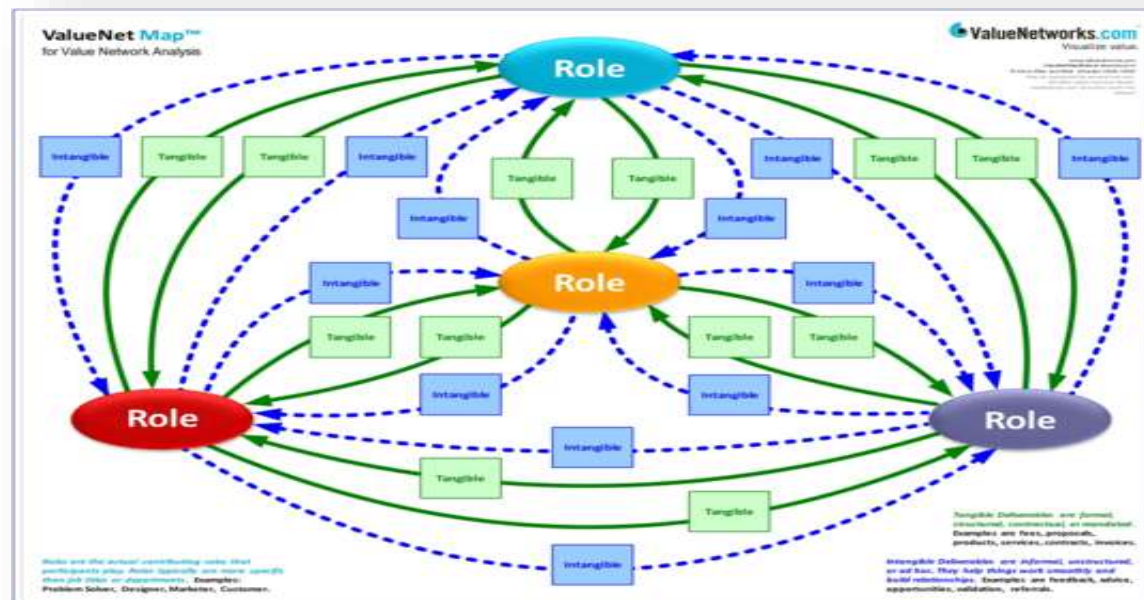 ValueNet Map™
for Value Network Analysis
ValueNetworks.com
Visualize value.
Role
Intangible
Tangible
Tangible
Intangible
Intangible
Tangible
Tangible
Intangible
Tangible
Tangible
Intangible
Intangible
Role
Intangible
Intangible
Tangible
Tangible
Tangible
Tangible
Intangible
Intangible
Role
Role
Intangible
Tangible
Tangible
Intangible
Tangible Deliverables are formal,
structured, contractual, or mandated.
Examples are fees, proposals,
products, services, contracts, invoices.
Roles are the actual contributing roles that
participants play. Roles typically are more specific
than job titles or departments. Examples:
Problem Solver, Designer, Marketer, Customer.
Intangible Deliverables are informal, unstructured,
or ad hoc. They help things work smoothly and
build relationships. Examples are feedback, advice,
opportunities, validation, referrals.